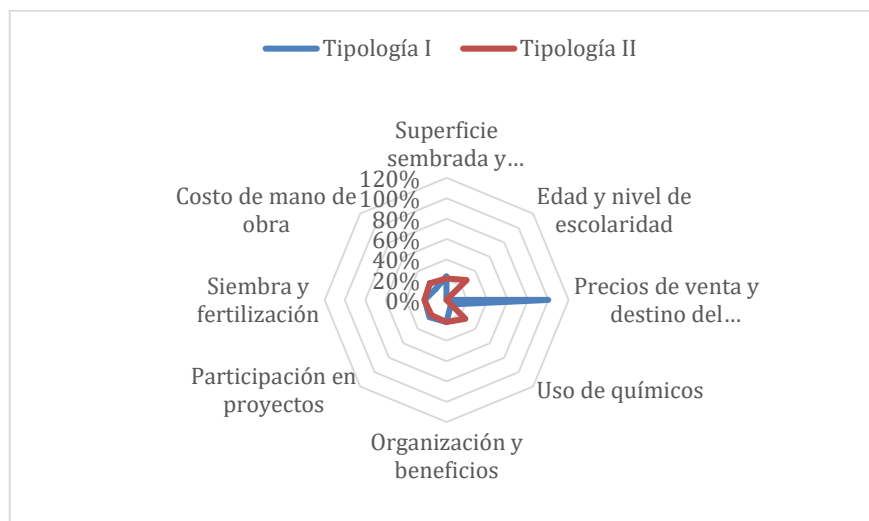 Tipología I
Tipología II
Superficie
sembrada y...
Edad y nivel de
escolaridad
Precios de venta y
destino del...
Uso de químicos
Organización y
beneficios
Participación en
proyectos
Siembra y
fertilización
Costo de mano de
obra
120%
100%
80%
60%
40%
20%
0%